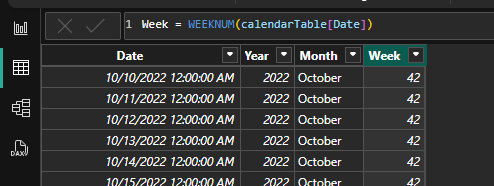 1 Week = WEEKNUM(calendarTable[Date])
Date Year Month Week
10/10/2022 12:00:00 AM 2022 October 42
10/11/2022 12:00:00 AM 2022 October 42
10/12/2022 12:00:00 AM 2022 October 42
10/13/2022 12:00:00 AM 2022 October 42
10/14/2022 12:00:00 AM 2022 October 42
10/15/2022 12:00:00 AM 2022 October 42
DAX